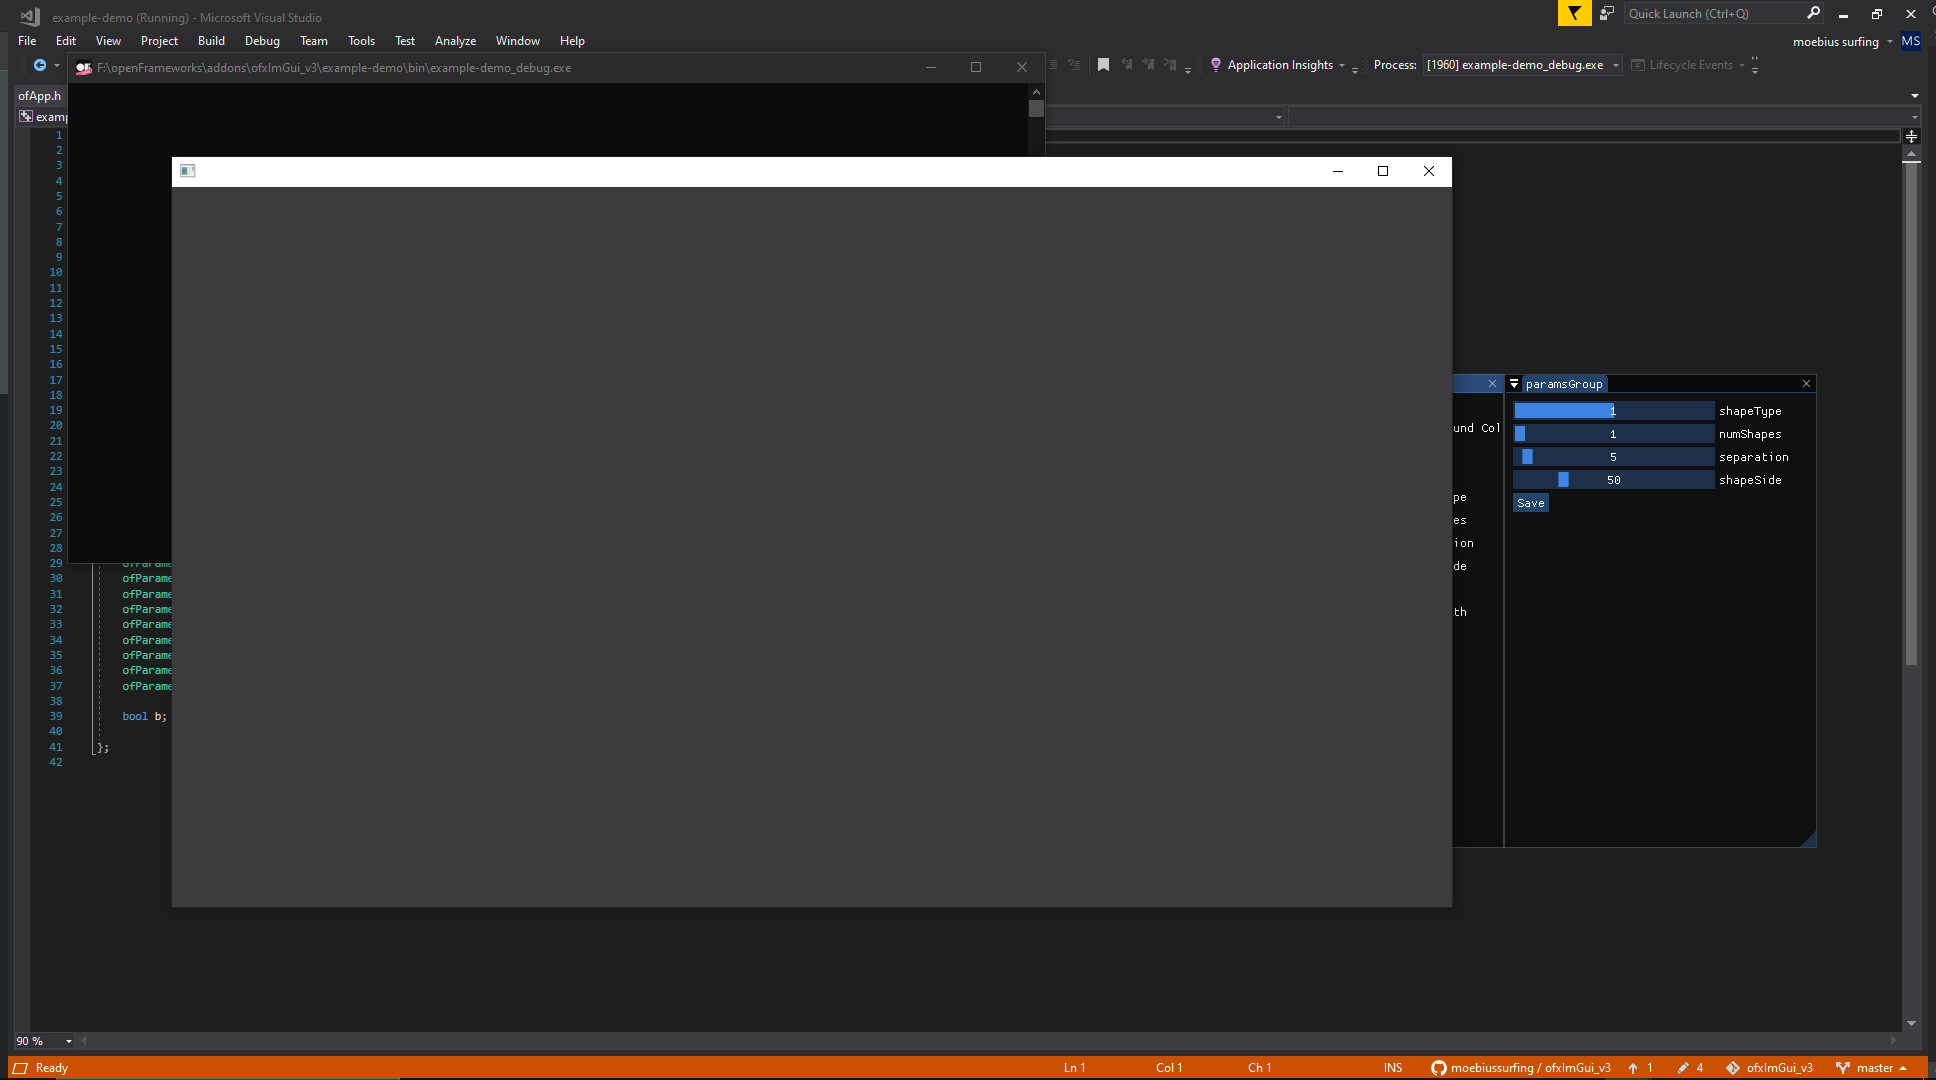 example-demo (Running) - Microsoft Visual Studio
Quick Launch (Ctrl+Q)
File Edit View Project Build Debug Team Tools Test Analyze Window Help
moebius surfing MS
F:\openFrameworks\addons\ofxImGui_v3\example-demo\bin\example-demo_debug.exe
Application Insights Process: [1960] example-demo_debug.exe Lifecycle Events
ofApp.h
examp
1
2
3
4
5
6
7
8
9
10
11
12
13
14
15
16
17
18
19
20
21
22
23
24
25
26
27
28
29 ofParame
30 ofParame
31 ofParame
32 ofParame
33 ofParame
34 ofParame
35 ofParame
36 ofParame
37 ofParame
38
39 bool b;
40
41 };
42
und Col
pe
es
ion
de
th
paramsGroup
1 shapeType
1 numShapes
5 separation
50 shapeSide
Save
90 %
Ready Ln 1 Col 1 Ch 1 INS moebiussurfing / ofxImGui_v3 1 4 ofxImGui_v3 master